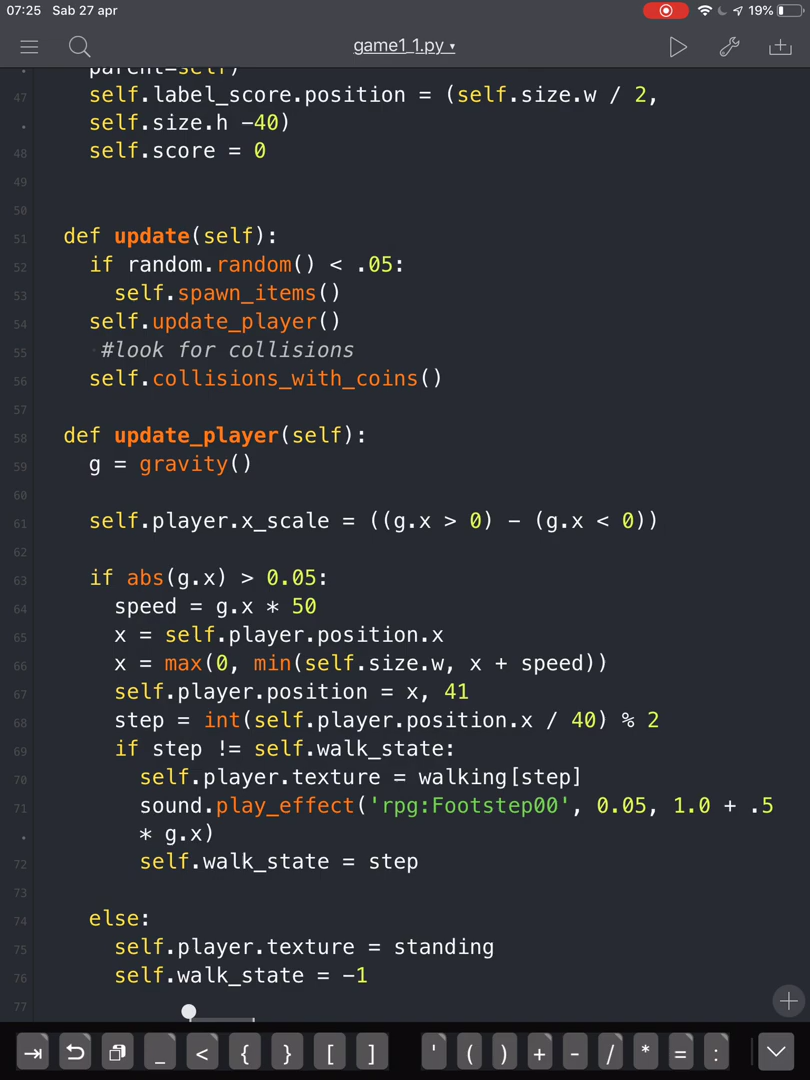 07:25 Sab 27 apr
19%
game1_1.py ▾
parent=self)
47 self.label_score.position = (self.size.w / 2,
self.size.h -40)
48 self.score = 0
49
50
51 def update(self):
52 if random.random() < .05:
53 self.spawn_items()
54 self.update_player()
55 #look for collisions
56 self.collisions_with_coins()
57
58 def update_player(self):
59 g = gravity()
60
61 self.player.x_scale = ((g.x > 0) - (g.x < 0))
62
63 if abs(g.x) > 0.05:
64 speed = g.x * 50
65 x = self.player.position.x
66 x = max(0, min(self.size.w, x + speed))
67 self.player.position = x, 41
68 step = int(self.player.position.x / 40) % 2
69 if step != self.walk_state:
70 self.player.texture = walking[step]
71 sound.play_effect('rpg:Footstep00', 0.05, 1.0 + .5
* g.x)
72 self.walk_state = step
73
74 else:
75 self.player.texture = standing
76 self.walk_state = -1
77
_ < { } [ ] ' ( ) + - / * = :